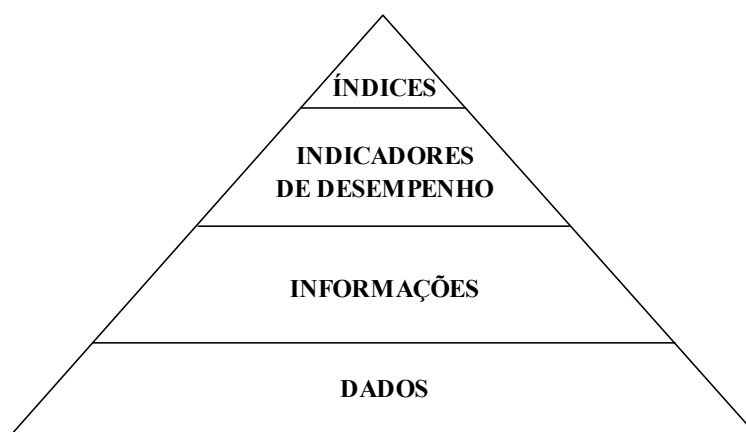 ÍNDICES
INDICADORES
DE DESEMPENHO
INFORMAÇÕES
DADOS